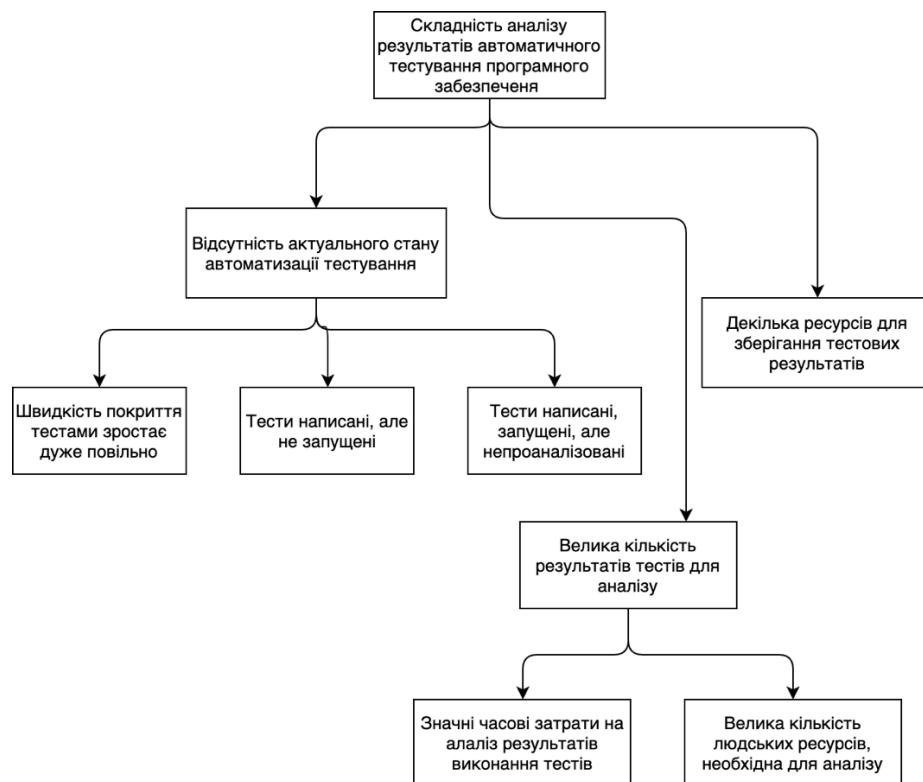 Складність аналізу
результатів автоматичного
тестування програмного
забезпеченя
Відсутність актуального стану
автоматизації тестування
Декілька ресурсів для
зберігання тестових
результатів
Швидкість покриття
тестами зростає
дуже повільно
Тести написані, але
не запущені
Тести написані,
запущені, але
непроаналізовані
Велика кількість
результатів тестів для
аналізу
Значні часові затрати на
алаліз результатів
виконання тестів
Велика кількість
людських ресурсів,
необхідна для аналізу